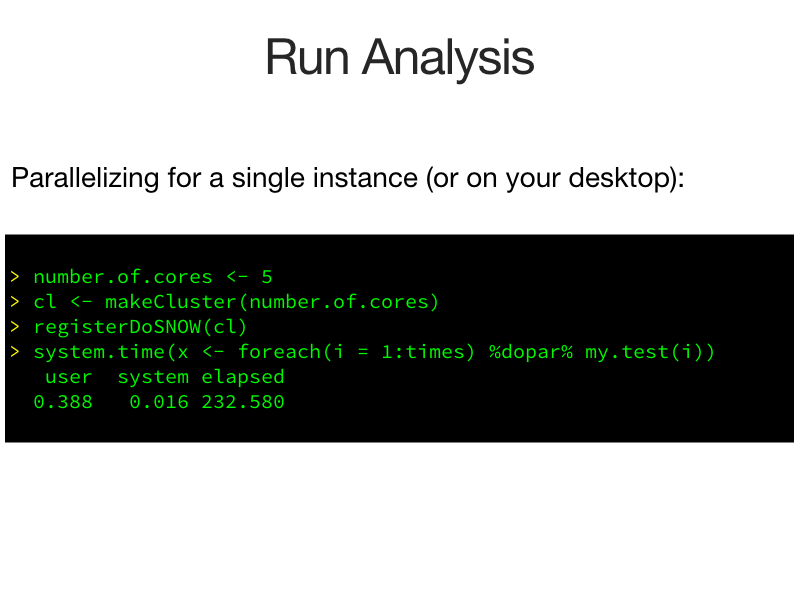 Run Analysis
Parallelizing for a single instance (or on your desktop):
> number.of.cores <- 5
> cl <- makeCluster(number.of.cores)
> registerDoSNOW(cl)
> system.time(x <- foreach(i = 1:times) %dopar% my.test(i))
   user  system elapsed
  0.388   0.016 232.580